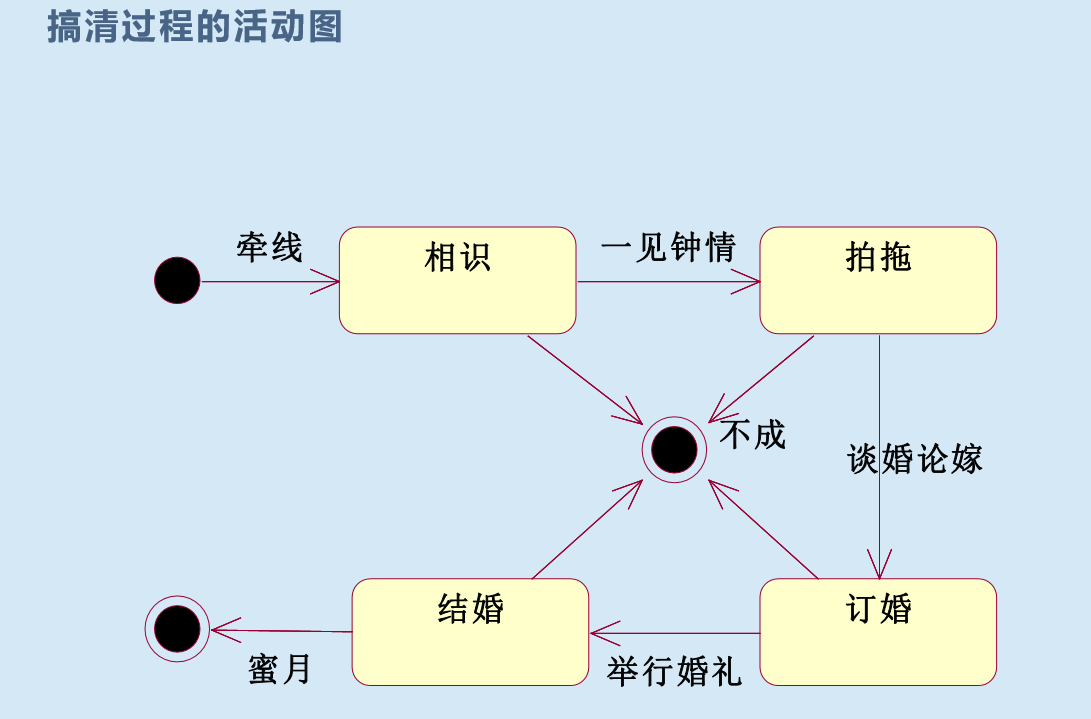 搞清过程的活动图
牵线
相识
一见钟情
拍拖
不成
谈婚论嫁
结婚
订婚
蜜月
举行婚礼